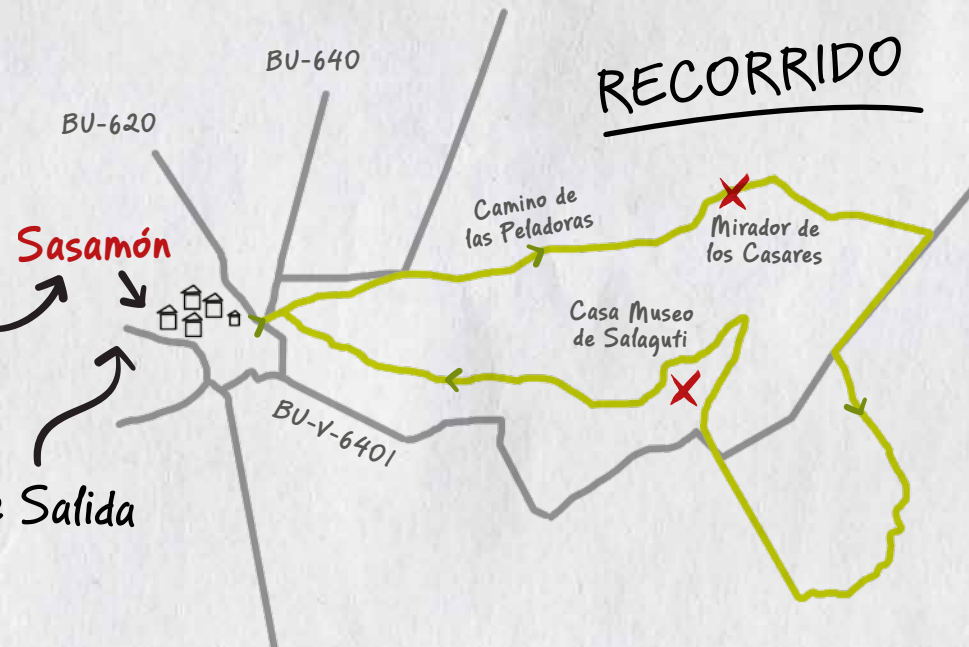 RECORRIDO
BU-640
BU-620
Camino de
las Peladoras
Sasamón
Mirador de
los Casares
Casa Museo
de Salaguti
BU-V-6401
Salida